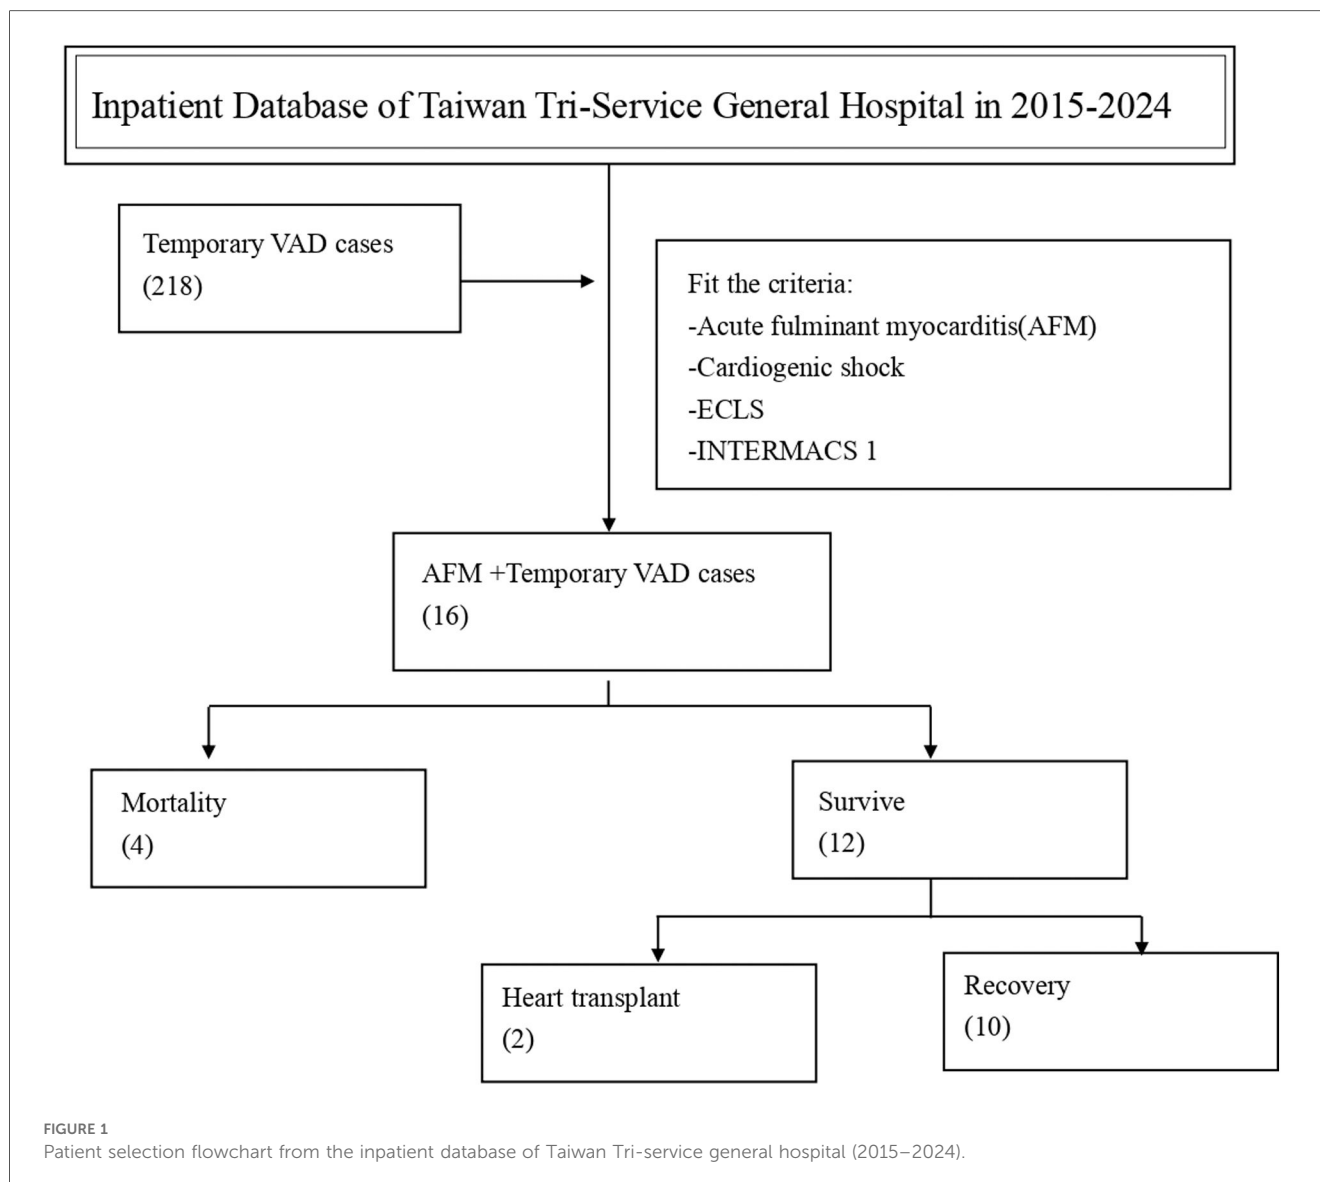 Inpatient Database of Taiwan Tri-Service General Hospital in 2015-2024
Temporary VAD cases
(218)
Fit the criteria:
-Acute fulminant myocarditis(AFM)
-Cardiogenic shock
-ECLS
-INTERMACS 1
AFM +Temporary VAD cases
(16)
Mortality
(4)
Survive
(12)
Heart transplant
(2)
Recovery
(10)
FIGURE 1
Patient selection flowchart from the inpatient database of Taiwan Tri-service general hospital (2015–2024).